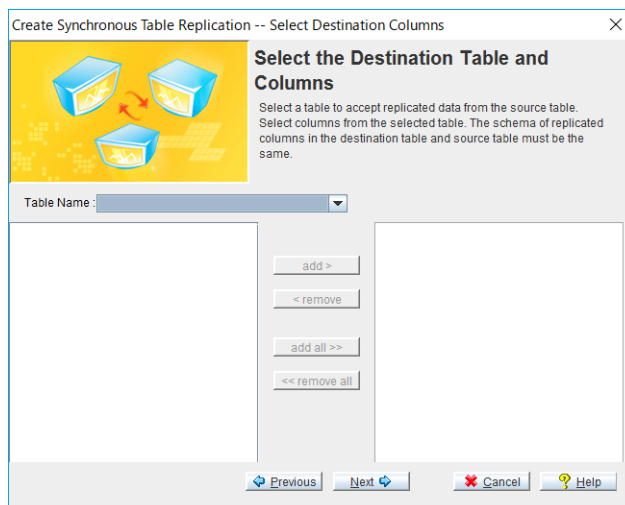 Create Synchronous Table Replication -- Select Destination Columns
Select the Destination Table and
Columns
Select a table to accept replicated data from the source table.
Select columns from the selected table. The schema of replicated
columns in the destination table and source table must be the
same.
Table Name :
add >
< remove
add all >>
<< remove all
Previous Next Cancel Help